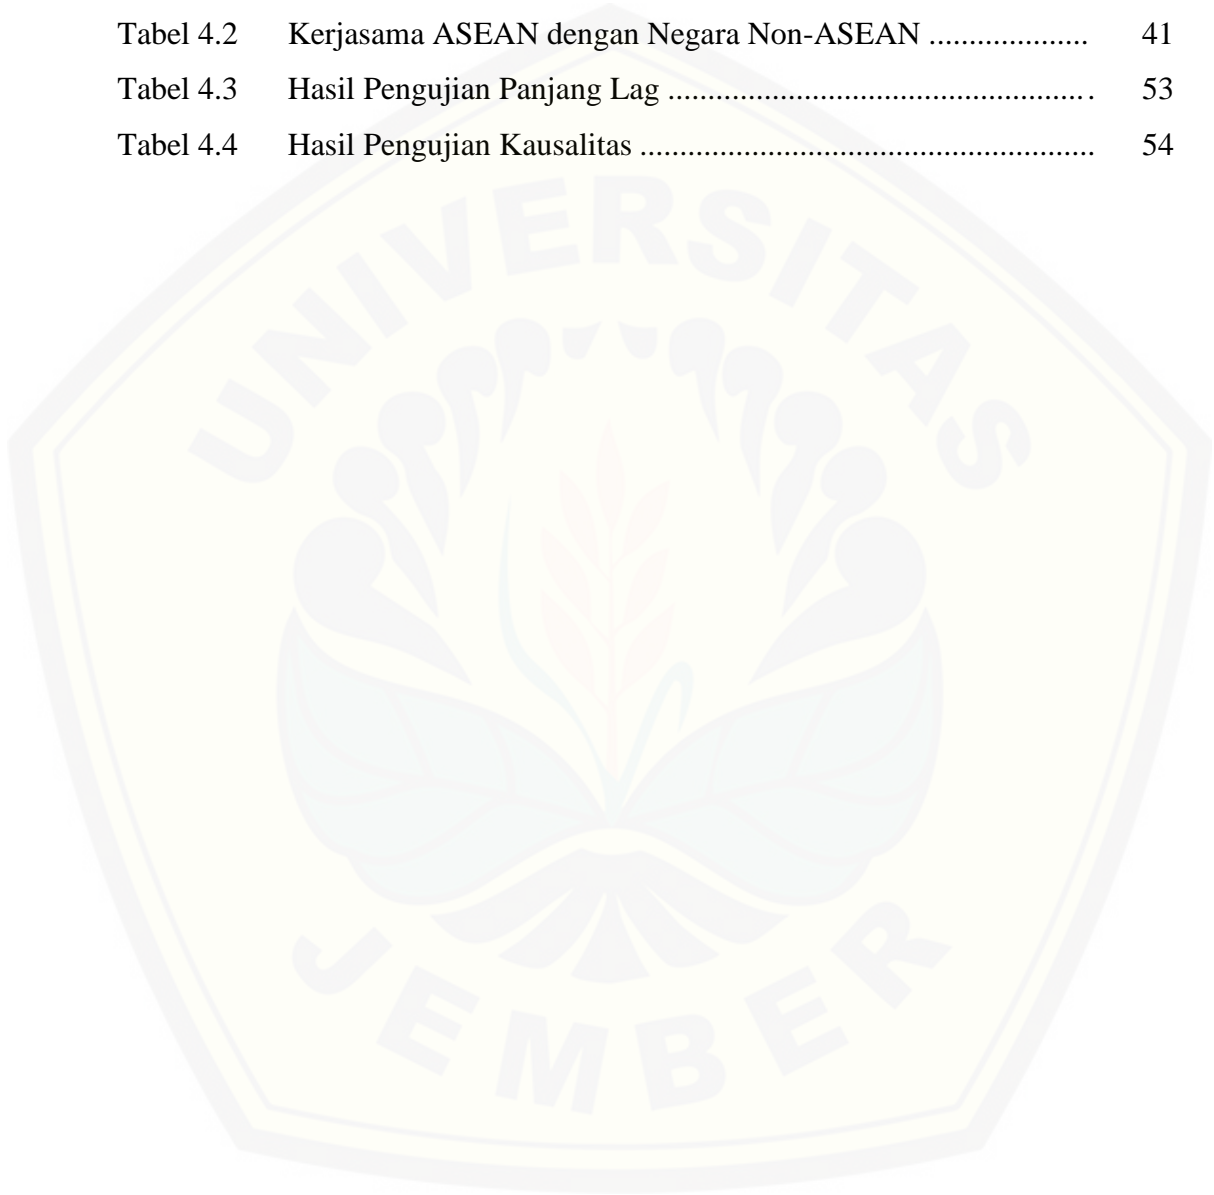 Tabel 4.2 Kerjasama ASEAN dengan Negara Non-ASEAN .................... 41
Tabel 4.3 Hasil Pengujian Panjang Lag ..................................................... 53
Tabel 4.4 Hasil Pengujian Kausalitas ......................................................... 54
UNIVERSITAS
JEMBER